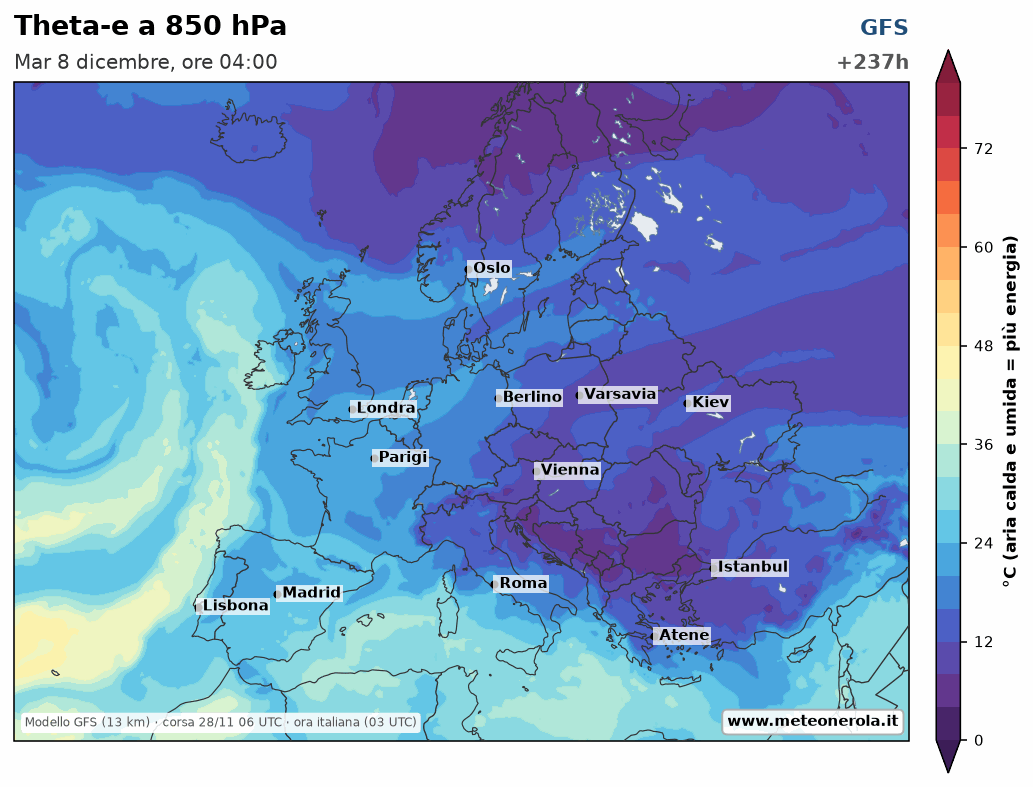 Theta-e a 850 hPa
GFS
Mar 8 dicembre, ore 04:00
+237h
72
60
48
36
24
12
0
°C (aria calda e umida = più energia)
Oslo
Berlino
Varsavia
Kiev
Londra
Parigi
Vienna
Istanbul
Roma
Madrid
Lisbona
Atene
Modello GFS (13 km) · corsa 28/11 06 UTC · ora italiana (03 UTC)
www.meteonerola.it